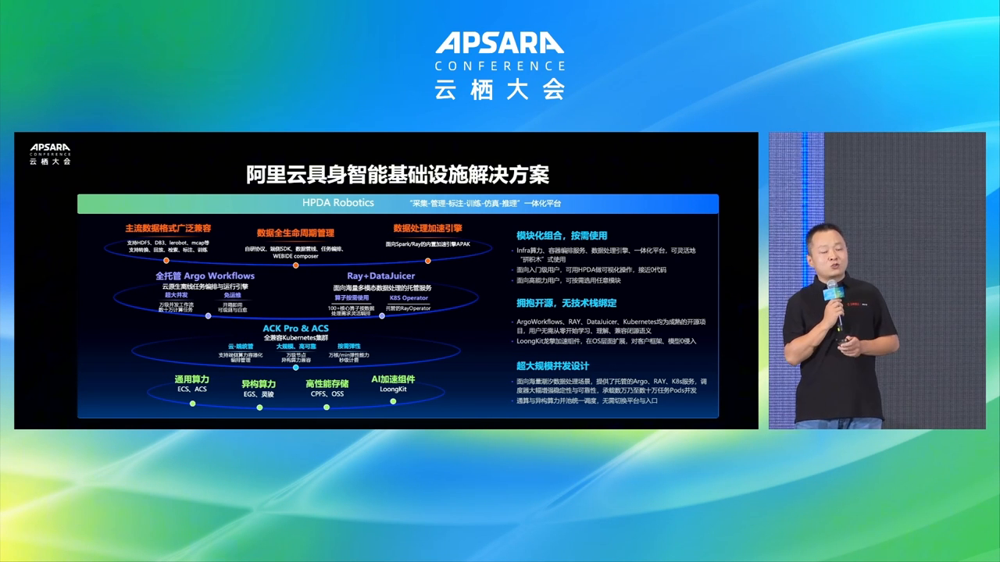 APSARA
CONFERENCE
云栖大会
APSARA
CONFERENCE
云栖大会
阿里云具身智能基础设施解决方案
HPDA Robotics “采集-管理-标注-训练-仿真-推理”一体化平台
主流数据格式广泛兼容
支持HDF5、DB3、lerobot、mcap等
支持转换、回放、检索、标注、训练
数据全生命周期管理
自研协议、端侧SDK、数据管线、任务编排、
WEBIDE composer
数据处理加速引擎
面向Spark/Ray的内置加速引擎APAK
全托管 Argo Workflows
云原生离线任务编排与运行引擎
超大并发
万级并发工作流
数十万计算任务
免运维
开箱即用
可观测与自愈
Ray+DataJuicer
面向海量多模态数据处理的托管服务
算子按需使用
100+核心算子按数据
处理需求灵活编排
K8S Operator
托管的RayOperator
ACK Pro & ACS
全兼容Kubernetes集群
云-端统管
支持端侧算力容器化
编排管理
大规模、高可靠
万级节点
异构算力兼容
按需弹性
万核/min弹性能力
秒级计费
通用算力
ECS、ACS
异构算力
EGS、灵骏
高性能存储
CPFS、OSS
AI加速组件
LoongKit
模块化组合，按需使用
Infra算力、容器编排服务、数据处理引擎、一体化平台，可灵活地
“拼积木”式使用
面向入门级用户，可用HPDA做可视化操作，接近0代码
面向高能力用户，可按需选用任意模块
拥抱开源，无技术栈绑定
ArgoWorkflows、RAY、DataJuicer、Kubernetes均为成熟的开源项
目，用户无需从零开始学习、理解、兼容闭源语义
LoongKit龙擎加速组件，在OS层面扩展，对客户框架、模型0侵入
超大规模并发设计
面向海量潮汐数据处理场景，提供了托管的Argo、RAY、K8s服务，调
度器大幅增强稳定性与可靠性，承载数万乃至数十万任务Pods并发
通算与异构算力并池统一调度，无需切换平台与入口